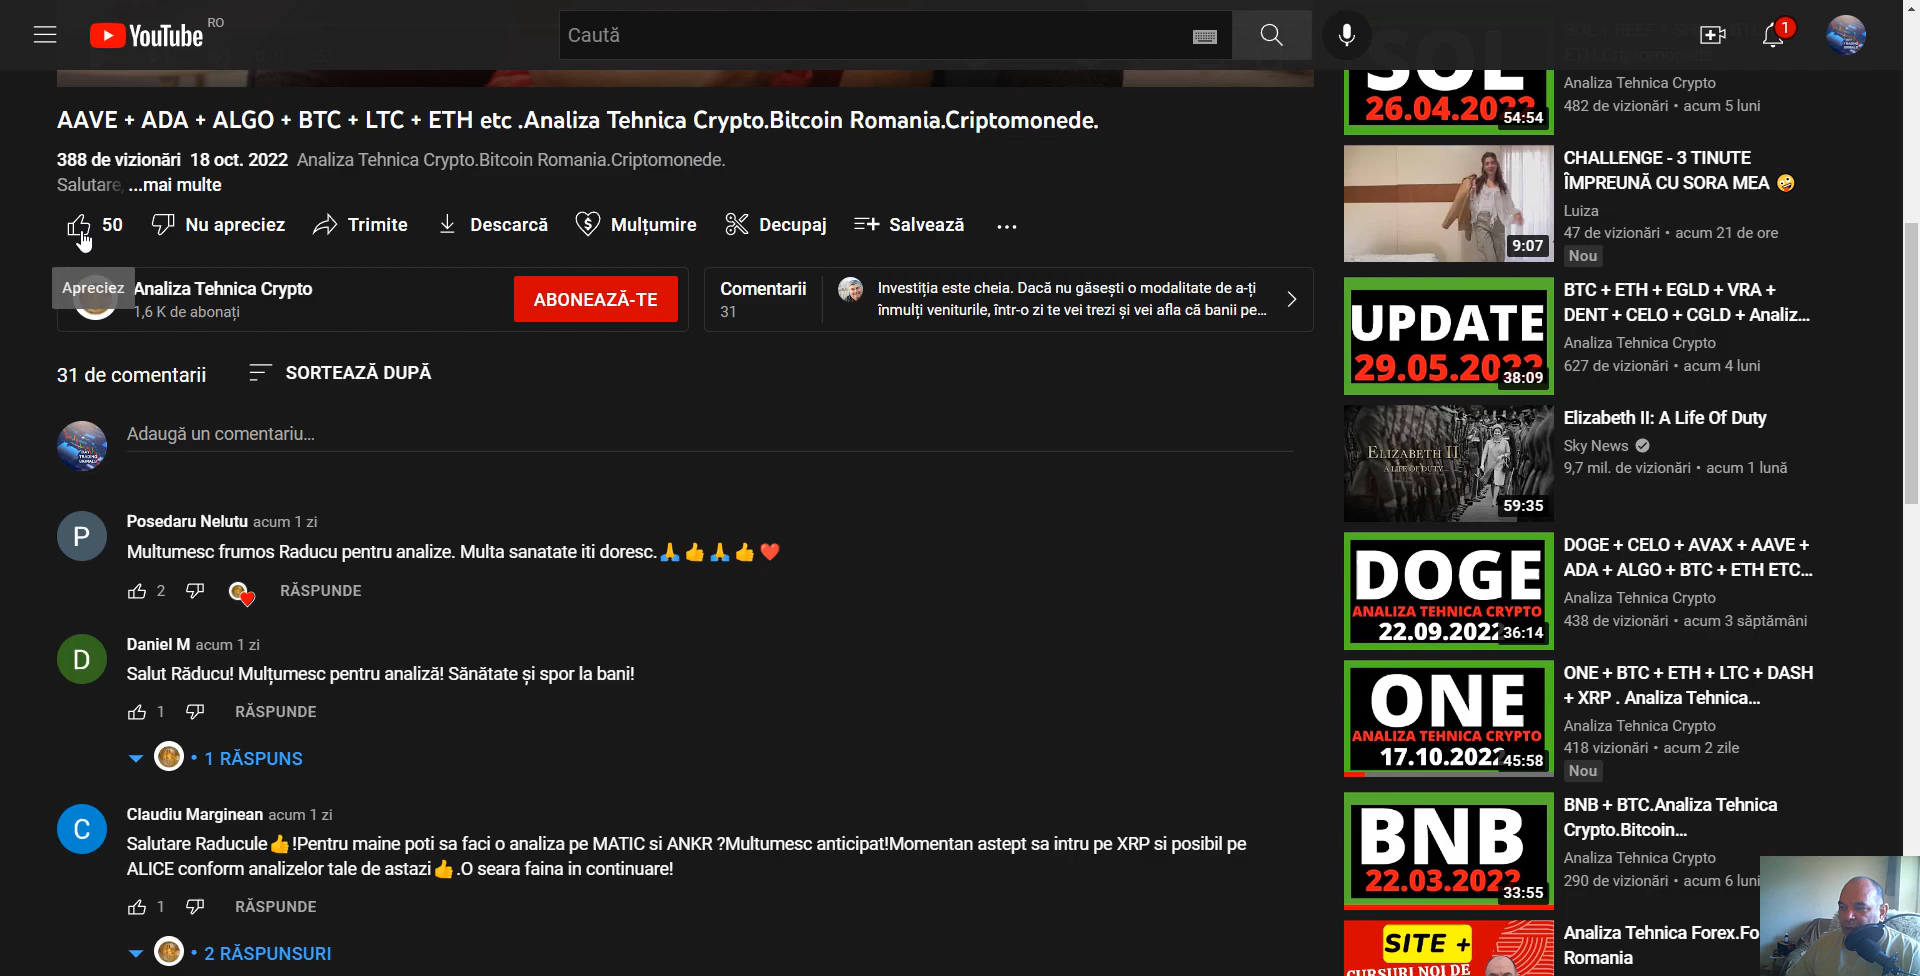 YouTube RO
Caută
1
AAVE + ADA + ALGO + BTC + LTC + ETH etc .Analiza Tehnica Crypto.Bitcoin Romania.Criptomonede.
388 de vizionări 18 oct. 2022 Analiza Tehnica Crypto.Bitcoin Romania.Criptomonede.
Salutare, ...mai multe
50 Nu apreciez Trimite Descarcă Mulțumire Decupaj Salvează
Apreciez
Analiza Tehnica Crypto
1,6 K de abonați
ABONEAZĂ-TE
Comentarii
31
Investiția este cheia. Dacă nu găsești o modalitate de a-ți
înmulți veniturile, într-o zi te vei trezi și vei afla că banii pe...
31 de comentarii SORTEAZĂ DUPĂ
Adaugă un comentariu...
P
Posedaru Nelutu acum 1 zi
Multumesc frumos Raducu pentru analize. Multa sanatate iti doresc.🙏👍🙏👍❤️
2 RĂSPUNDE
D
Daniel M acum 1 zi
Salut Răducu! Mulțumesc pentru analiză! Sănătate și spor la bani!
1 RĂSPUNDE
• 1 RĂSPUNS
C
Claudiu Marginean acum 1 zi
Salutare Raducule👍!Pentru maine poti sa faci o analiza pe MATIC si ANKR ?Multumesc anticipat!Momentan astept sa intru pe XRP si posibil pe
ALICE conform analizelor tale de astazi👍.O seara faina in continuare!
1 RĂSPUNDE
• 2 RĂSPUNSURI
SOL
26.04.2022
54:54
Analiza Tehnica Crypto
482 de vizionări • acum 5 luni
9:07
CHALLENGE - 3 TINUTE
ÎMPREUNĂ CU SORA MEA 🤪
Luiza
47 de vizionări • acum 21 de ore
Nou
UPDATE
29.05.2022
38:09
BTC + ETH + EGLD + VRA +
DENT + CELO + CGLD + Analiz...
Analiza Tehnica Crypto
627 de vizionări • acum 4 luni
ELIZABETH II
A LIFE OF DUTY
59:35
Elizabeth II: A Life Of Duty
Sky News
9,7 mil. de vizionări • acum 1 lună
DOGE
ANALIZA TEHNICA CRYPTO
22.09.2022
36:14
DOGE + CELO + AVAX + AAVE +
ADA + ALGO + BTC + ETH ETC...
Analiza Tehnica Crypto
438 de vizionări • acum 3 săptămâni
ONE
ANALIZA TEHNICA CRYPTO
17.10.2022
45:58
ONE + BTC + ETH + LTC + DASH
+ XRP . Analiza Tehnica...
Analiza Tehnica Crypto
418 vizionări • acum 2 zile
Nou
BNB
22.03.2022
33:55
BNB + BTC.Analiza Tehnica
Crypto.Bitcoin...
Analiza Tehnica Crypto
290 de vizionări • acum 6 luni
SITE +
CURSURI NOI DE
Analiza Tehnica Forex.Fo
Romania